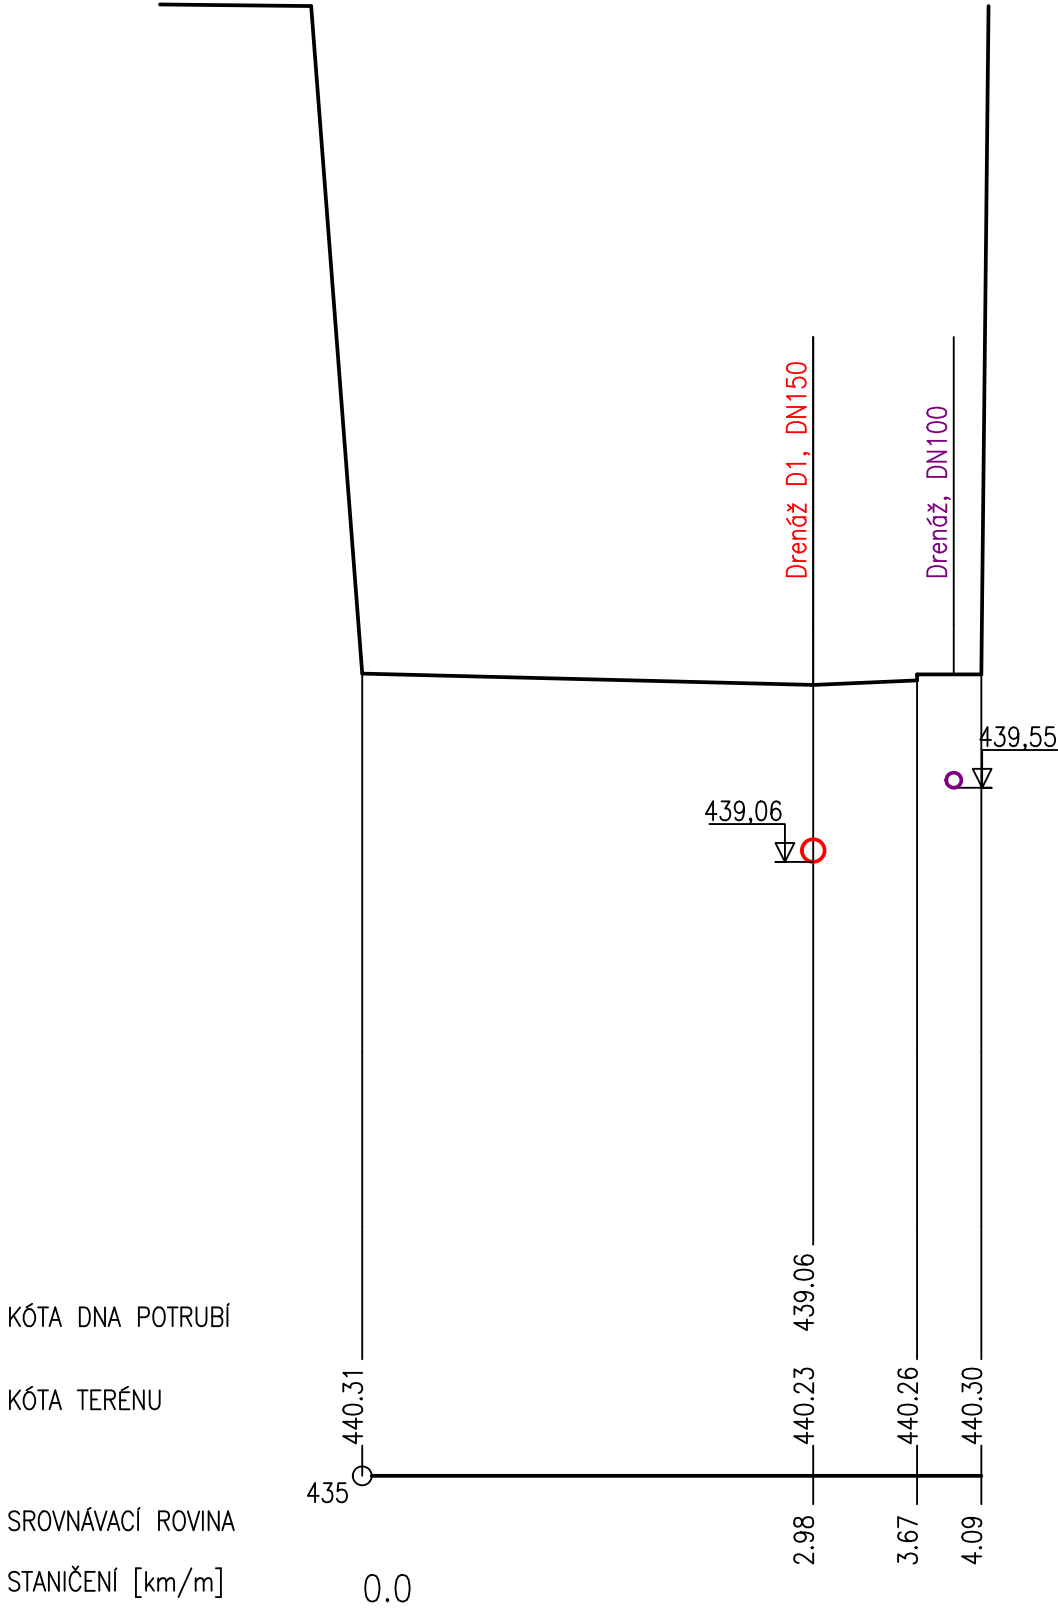 Drenáž D1, DN150
Drenáž, DN100
439,55
439,06
KÓTA DNA POTRUBÍ
439.06
KÓTA TERÉNU
440.31
440.23
440.26
440.30
435
SROVNÁVACÍ ROVINA
2.98
3.67
4.09
STANIČENÍ [km/m]
0.0